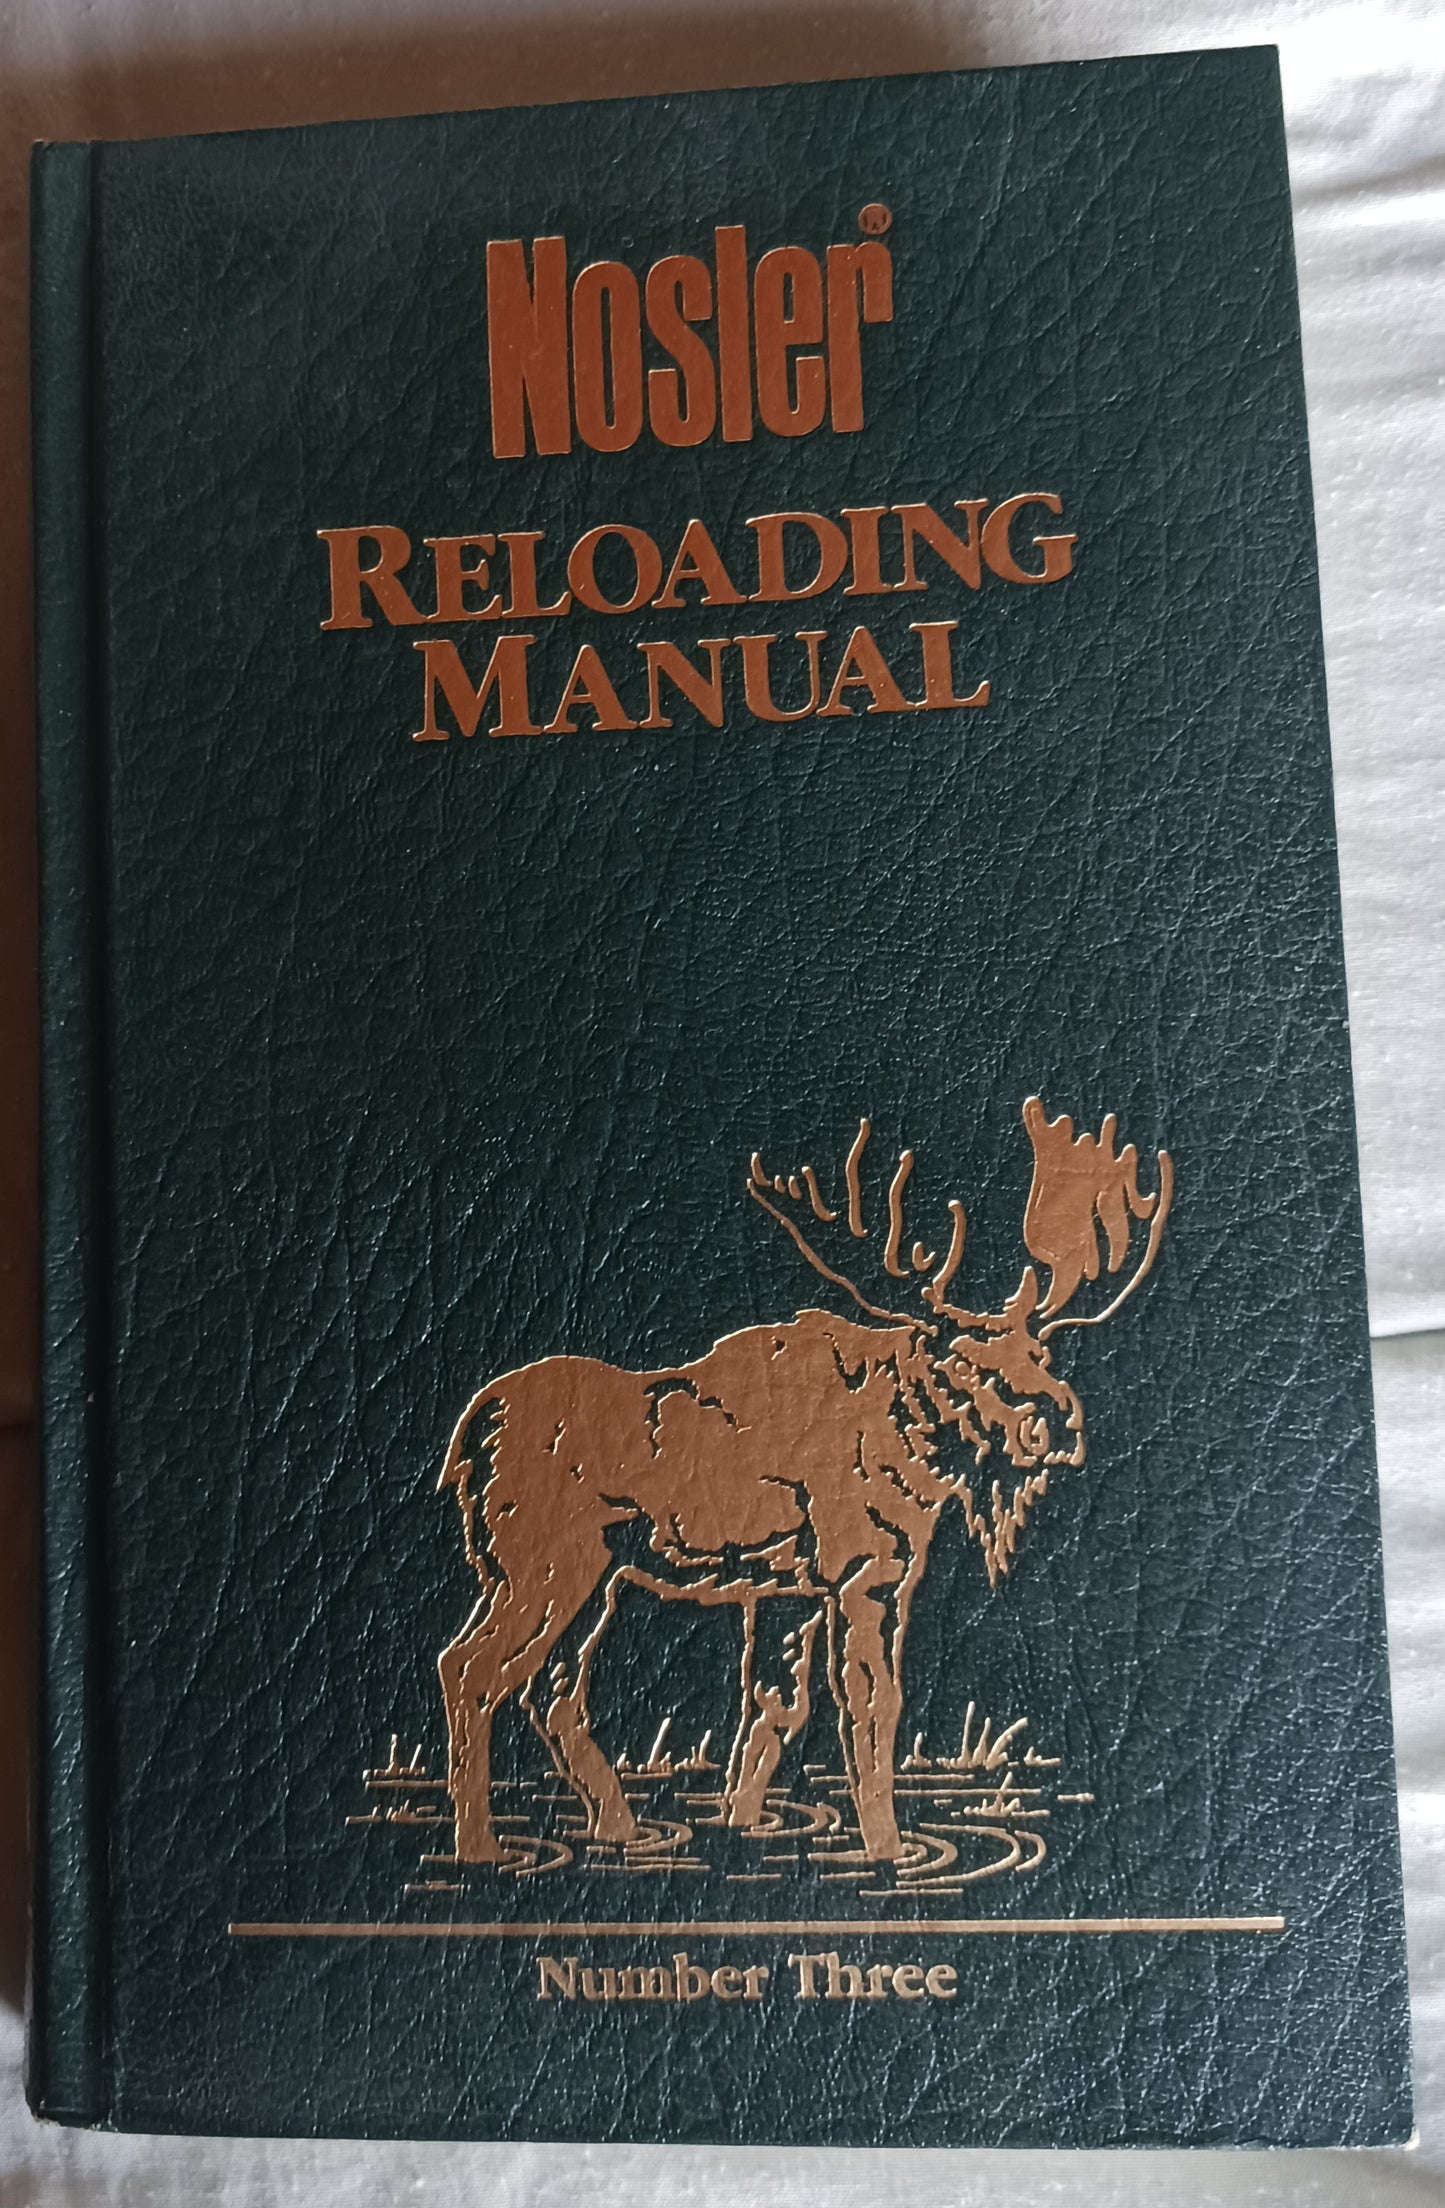 Nosler®
RELOADING
MANUAL
Number Three